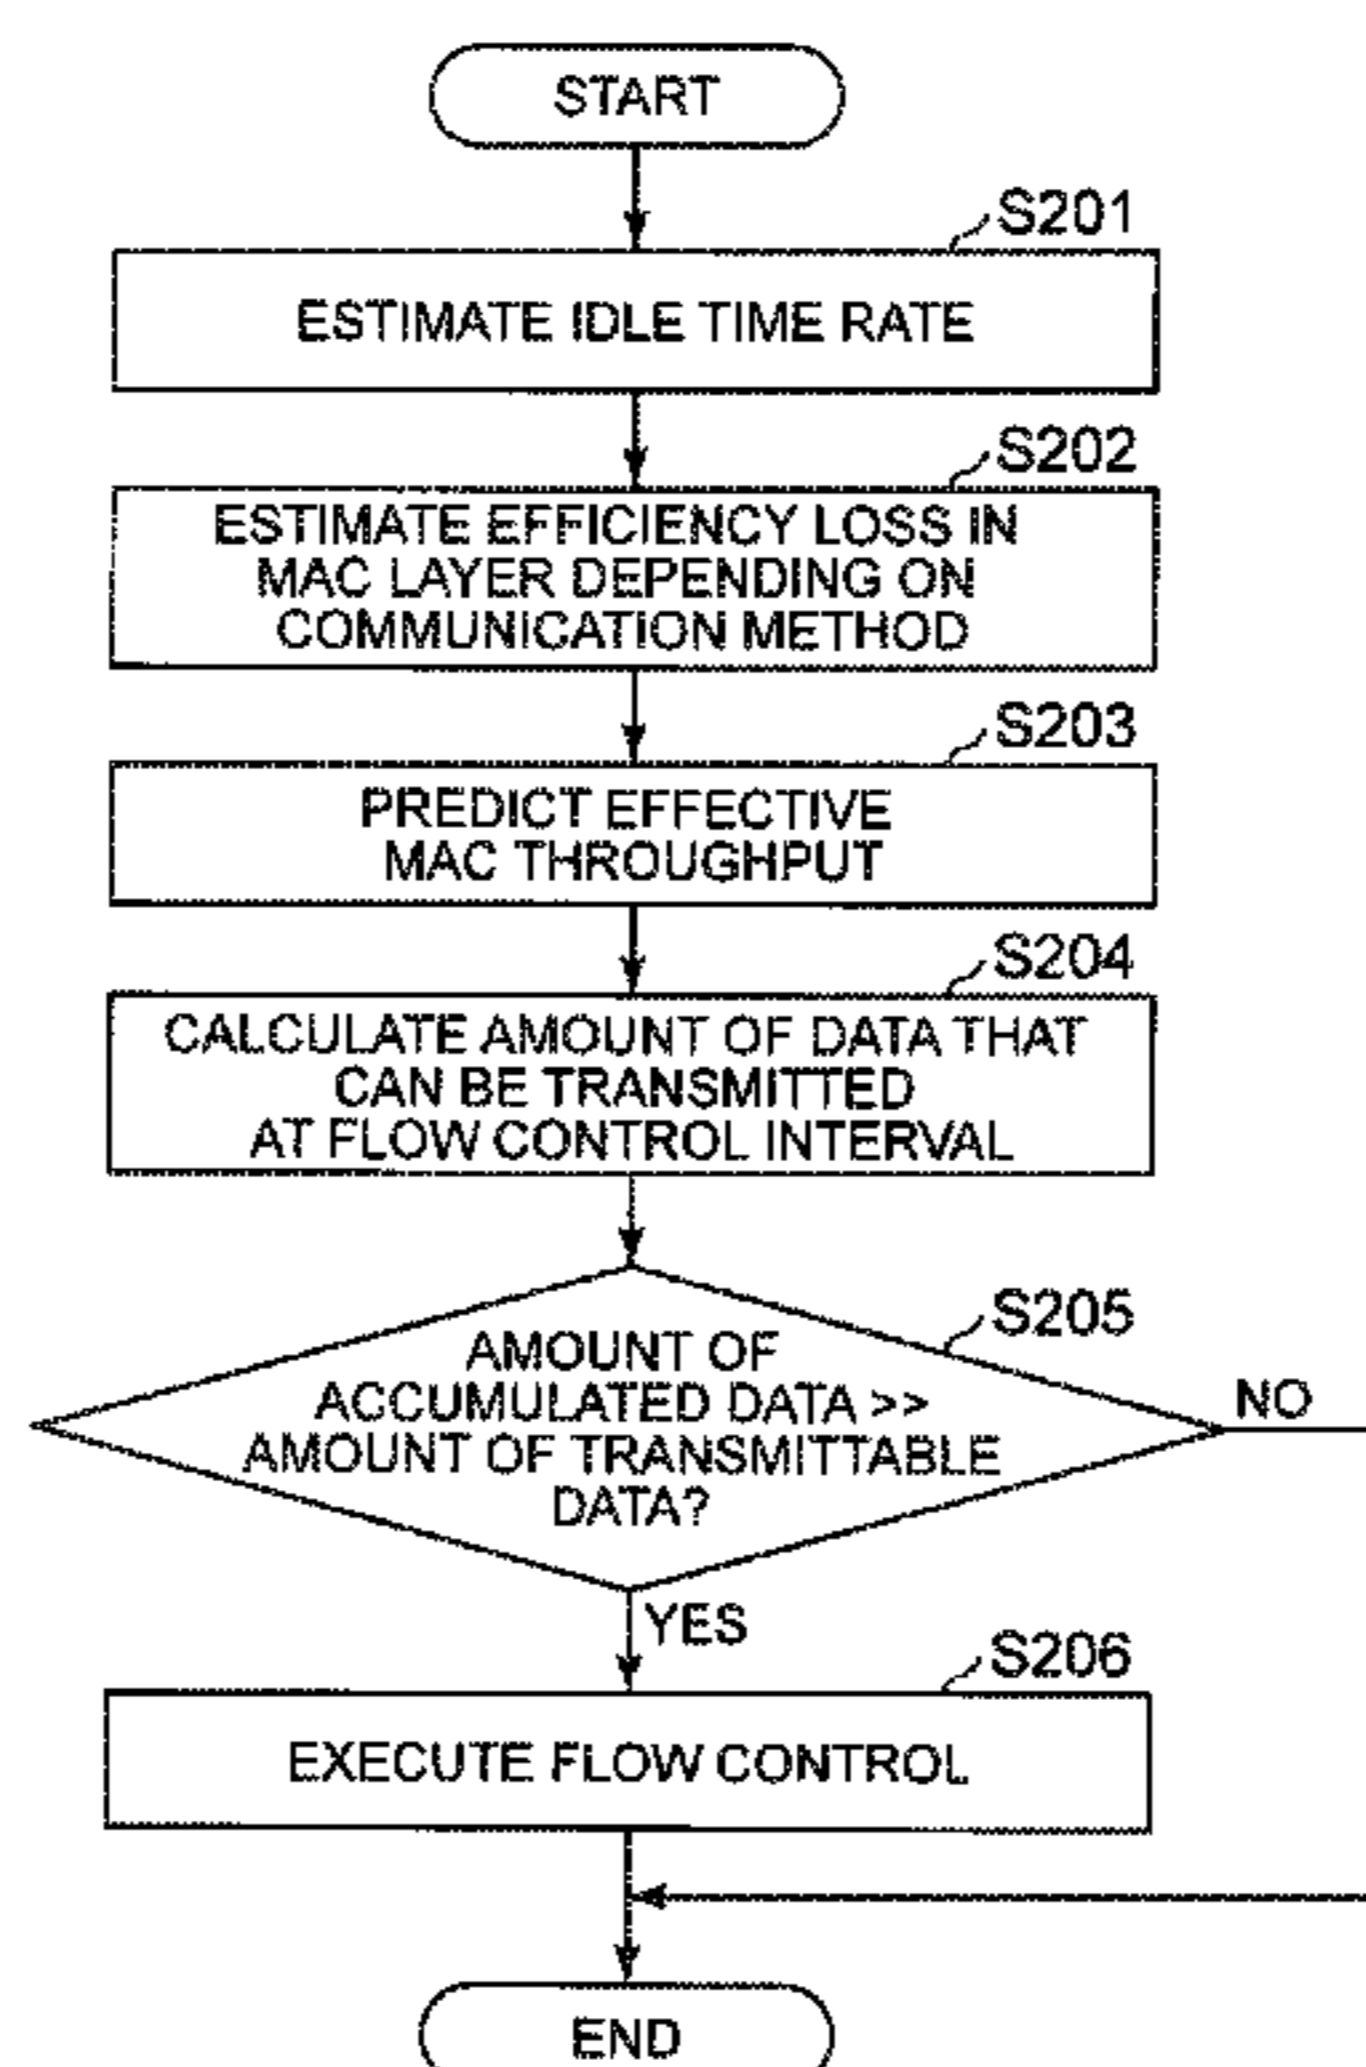 START
S201
ESTIMATE IDLE TIME RATE
S202
ESTIMATE EFFICIENCY LOSS IN
MAC LAYER DEPENDING ON
COMMUNICATION METHOD
S203
PREDICT EFFECTIVE
MAC THROUGHPUT
S204
CALCULATE AMOUNT OF DATA THAT
CAN BE TRANSMITTED
AT FLOW CONTROL INTERVAL
S205
AMOUNT OF
ACCUMULATED DATA >>
AMOUNT OF TRANSMITTABLE
DATA?
NO
YES
S206
EXECUTE FLOW CONTROL
END